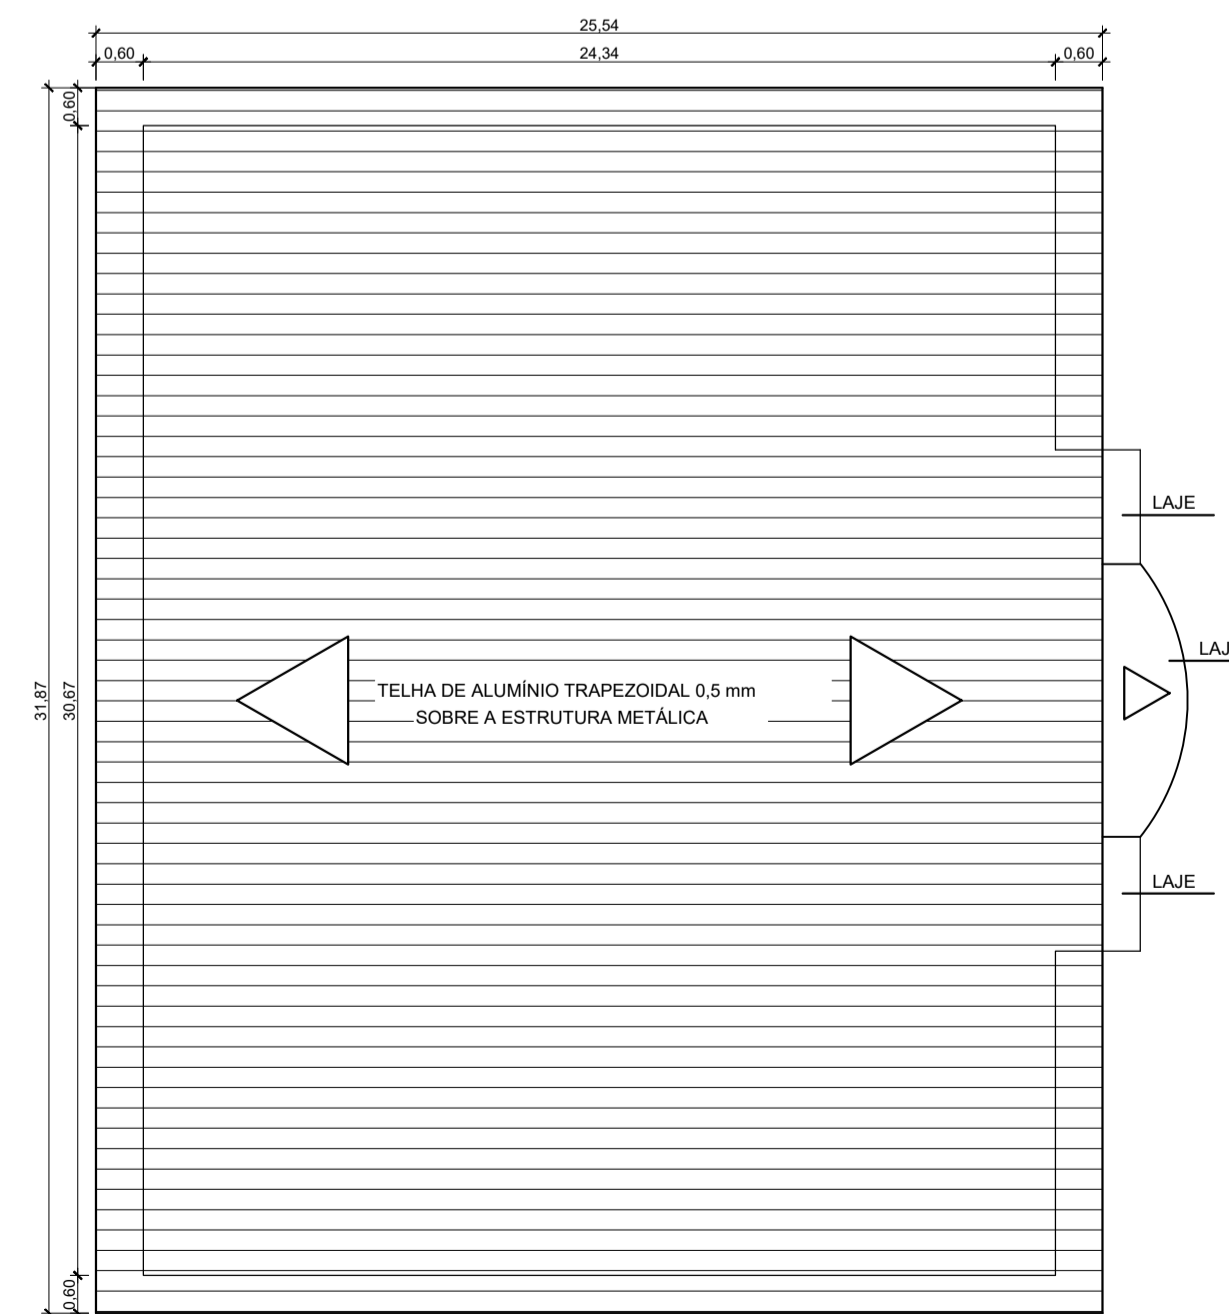 25,54
0,60 24,34 0,60
0,60
LAJE
LAJ
31,87
30,67
TELHA DE ALUMÍNIO TRAPEZOIDAL 0,5 mm
SOBRE A ESTRUTURA METÁLICA
LAJE
0,60